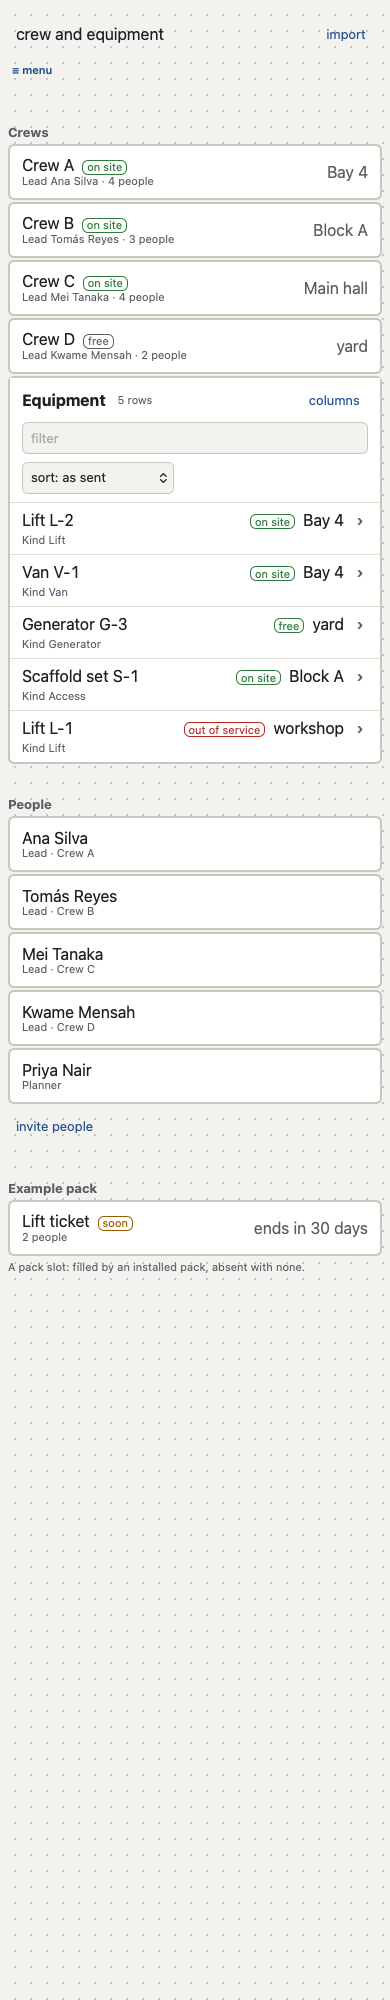 crew and equipment import
≡ menu
Crews
Crew A on site Bay 4
Lead Ana Silva · 4 people
Crew B on site Block A
Lead Tomás Reyes · 3 people
Crew C on site Main hall
Lead Mei Tanaka · 4 people
Crew D free yard
Lead Kwame Mensah · 2 people
Equipment 5 rows columns
filter
sort: as sent
Lift L-2 on site Bay 4 ›
Kind Lift
Van V-1 on site Bay 4 ›
Kind Van
Generator G-3 free yard ›
Kind Generator
Scaffold set S-1 on site Block A ›
Kind Access
Lift L-1 out of service workshop ›
Kind Lift
People
Ana Silva
Lead · Crew A
Tomás Reyes
Lead · Crew B
Mei Tanaka
Lead · Crew C
Kwame Mensah
Lead · Crew D
Priya Nair
Planner
invite people
Example pack
Lift ticket soon ends in 30 days
2 people
A pack slot: filled by an installed pack, absent with none.